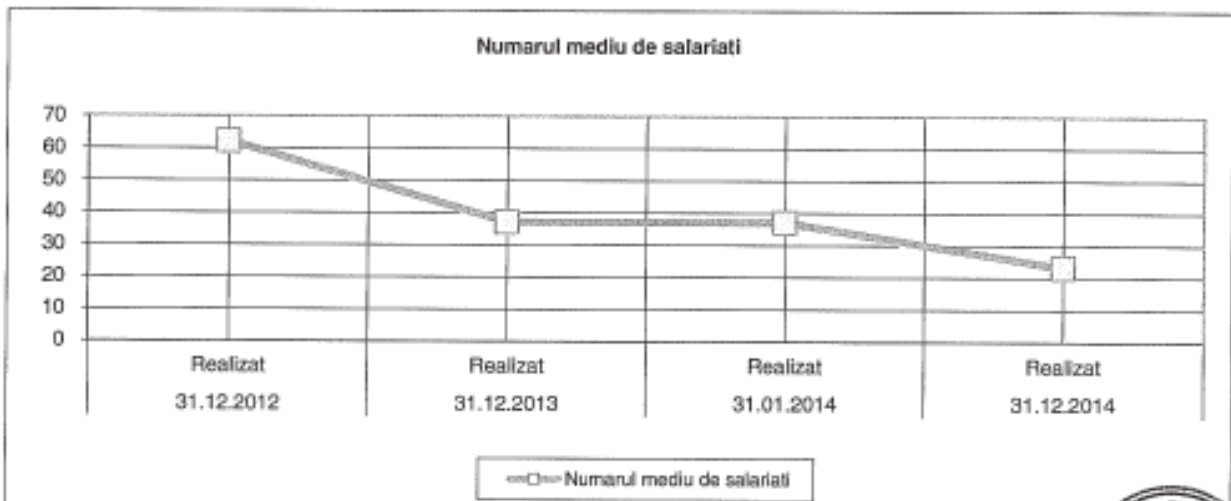 Numarul mediu de salariati
70
60
50
40
30
20
10
0
Realizat Realizat Realizat Realizat
31.12.2012 31.12.2013 31.01.2014 31.12.2014
Numarul mediu de salariati